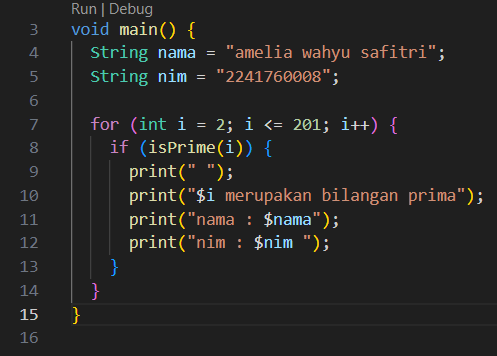 Run | Debug
3 void main() {
4 String nama = "amelia wahyu safitri";
5 String nim = "2241760008";
6
7 for (int i = 2; i <= 201; i++) {
8 if (isPrime(i)) {
9 print(" ");
10 print("$i merupakan bilangan prima");
11 print("nama : $nama");
12 print("nim : $nim ");
13 }
14 }
15 }
16